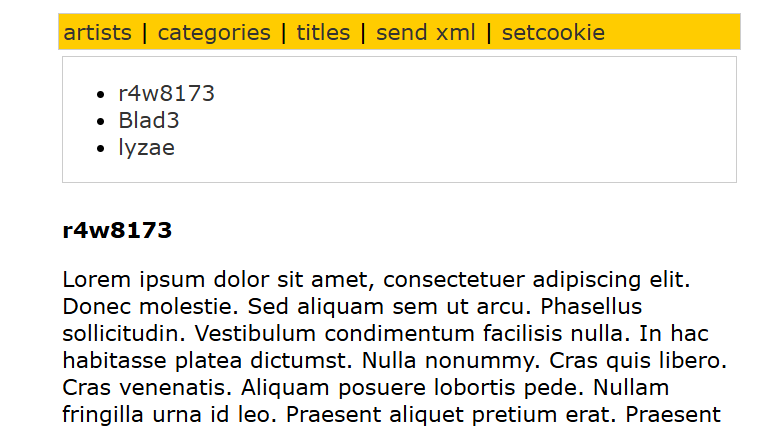 artists | categories | titles | send xml | setcookie
r4w8173
Blad3
lyzae
r4w8173
Lorem ipsum dolor sit amet, consectetuer adipiscing elit.
Donec molestie. Sed aliquam sem ut arcu. Phasellus
sollicitudin. Vestibulum condimentum facilisis nulla. In hac
habitasse platea dictumst. Nulla nonummy. Cras quis libero.
Cras venenatis. Aliquam posuere lobortis pede. Nullam
fringilla urna id leo. Praesent aliquet pretium erat. Praesent